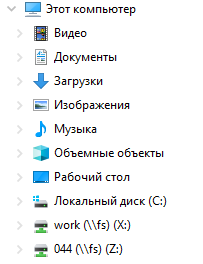 Этот компьютер
Видео
Документы
Загрузки
Изображения
Музыка
Объемные объекты
Рабочий стол
Локальный диск (C:)
work (\\fs) (X:)
044 (\\fs) (Z:)